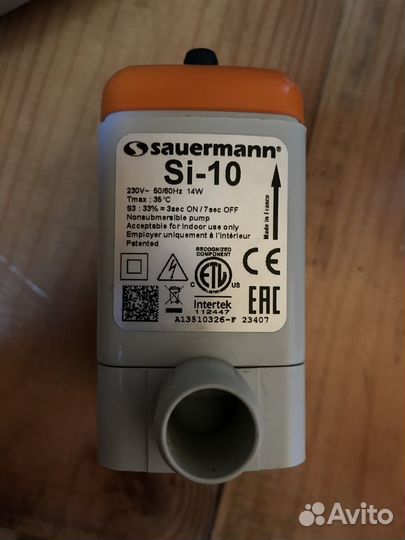 sauermann®
Si-10
230V~ 50/60Hz 14W
Tmax : 35°C
S3 : 33% = 3sec ON / 7sec OFF
Nonsubmersible pump
Acceptable for indoor use only
Employer uniquement à l'intérieur
Patented
Made in France
RECOGNIZED
COMPONENT
C ETL US
Intertek
112447
CE
EAC
A13510326-F 23407
Avito